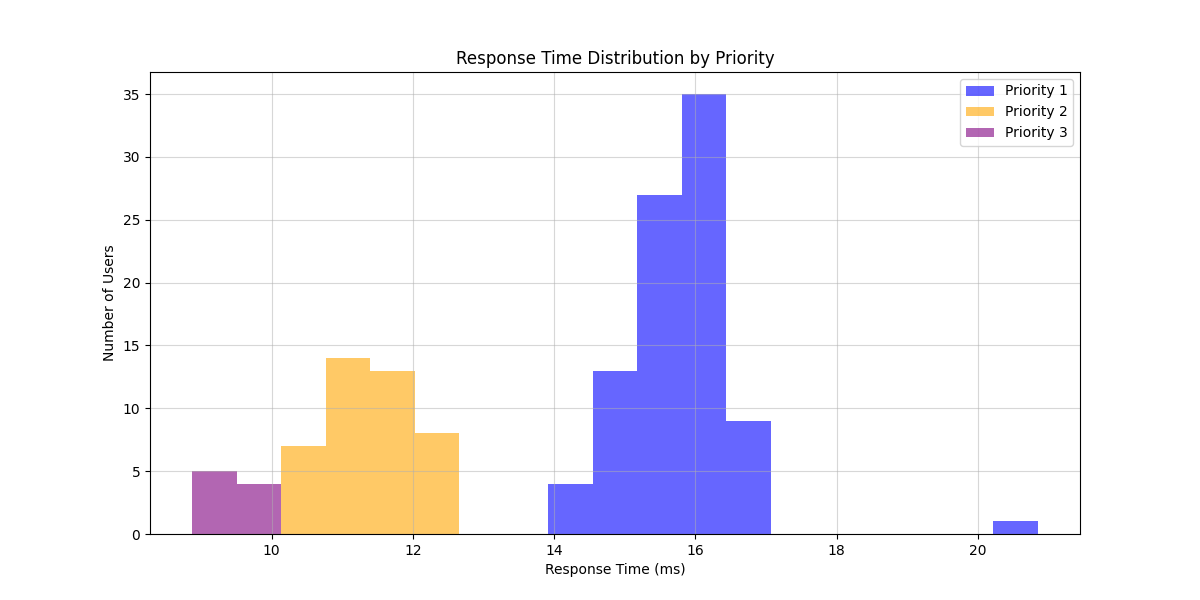 Response Time Distribution by Priority
Priority 1
Priority 2
Priority 3
Number of Users
35
30
25
20
15
10
5
0
10 12 14 16 18 20
Response Time (ms)